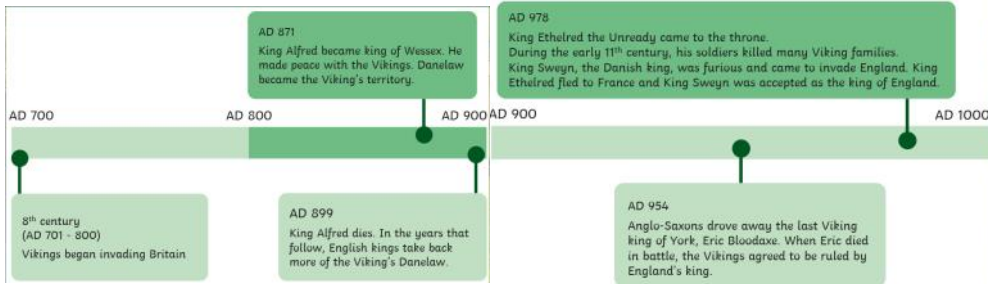 AD 871
King Alfred became king of Wessex. He
made peace with the Vikings. Danelaw
became the Viking's territory.
AD 978
King Ethelred the Unready came to the throne.
During the early 11th century, his soldiers killed many Viking families.
King Sweyn, the Danish king, was furious and came to invade England. King
Ethelred fled to France and King Sweyn was accepted as the king of England.
AD 700
AD 800
AD 900
AD 900
AD 1000
8th century
(AD 701 - 800)
Vikings began invading Britain
AD 899
King Alfred dies. In the years that
follow, English kings take back
more of the Viking's Danelaw.
AD 954
Anglo-Saxons drove away the last Viking
king of York, Eric Bloodaxe. When Eric died
in battle, the Vikings agreed to be ruled by
England's king.